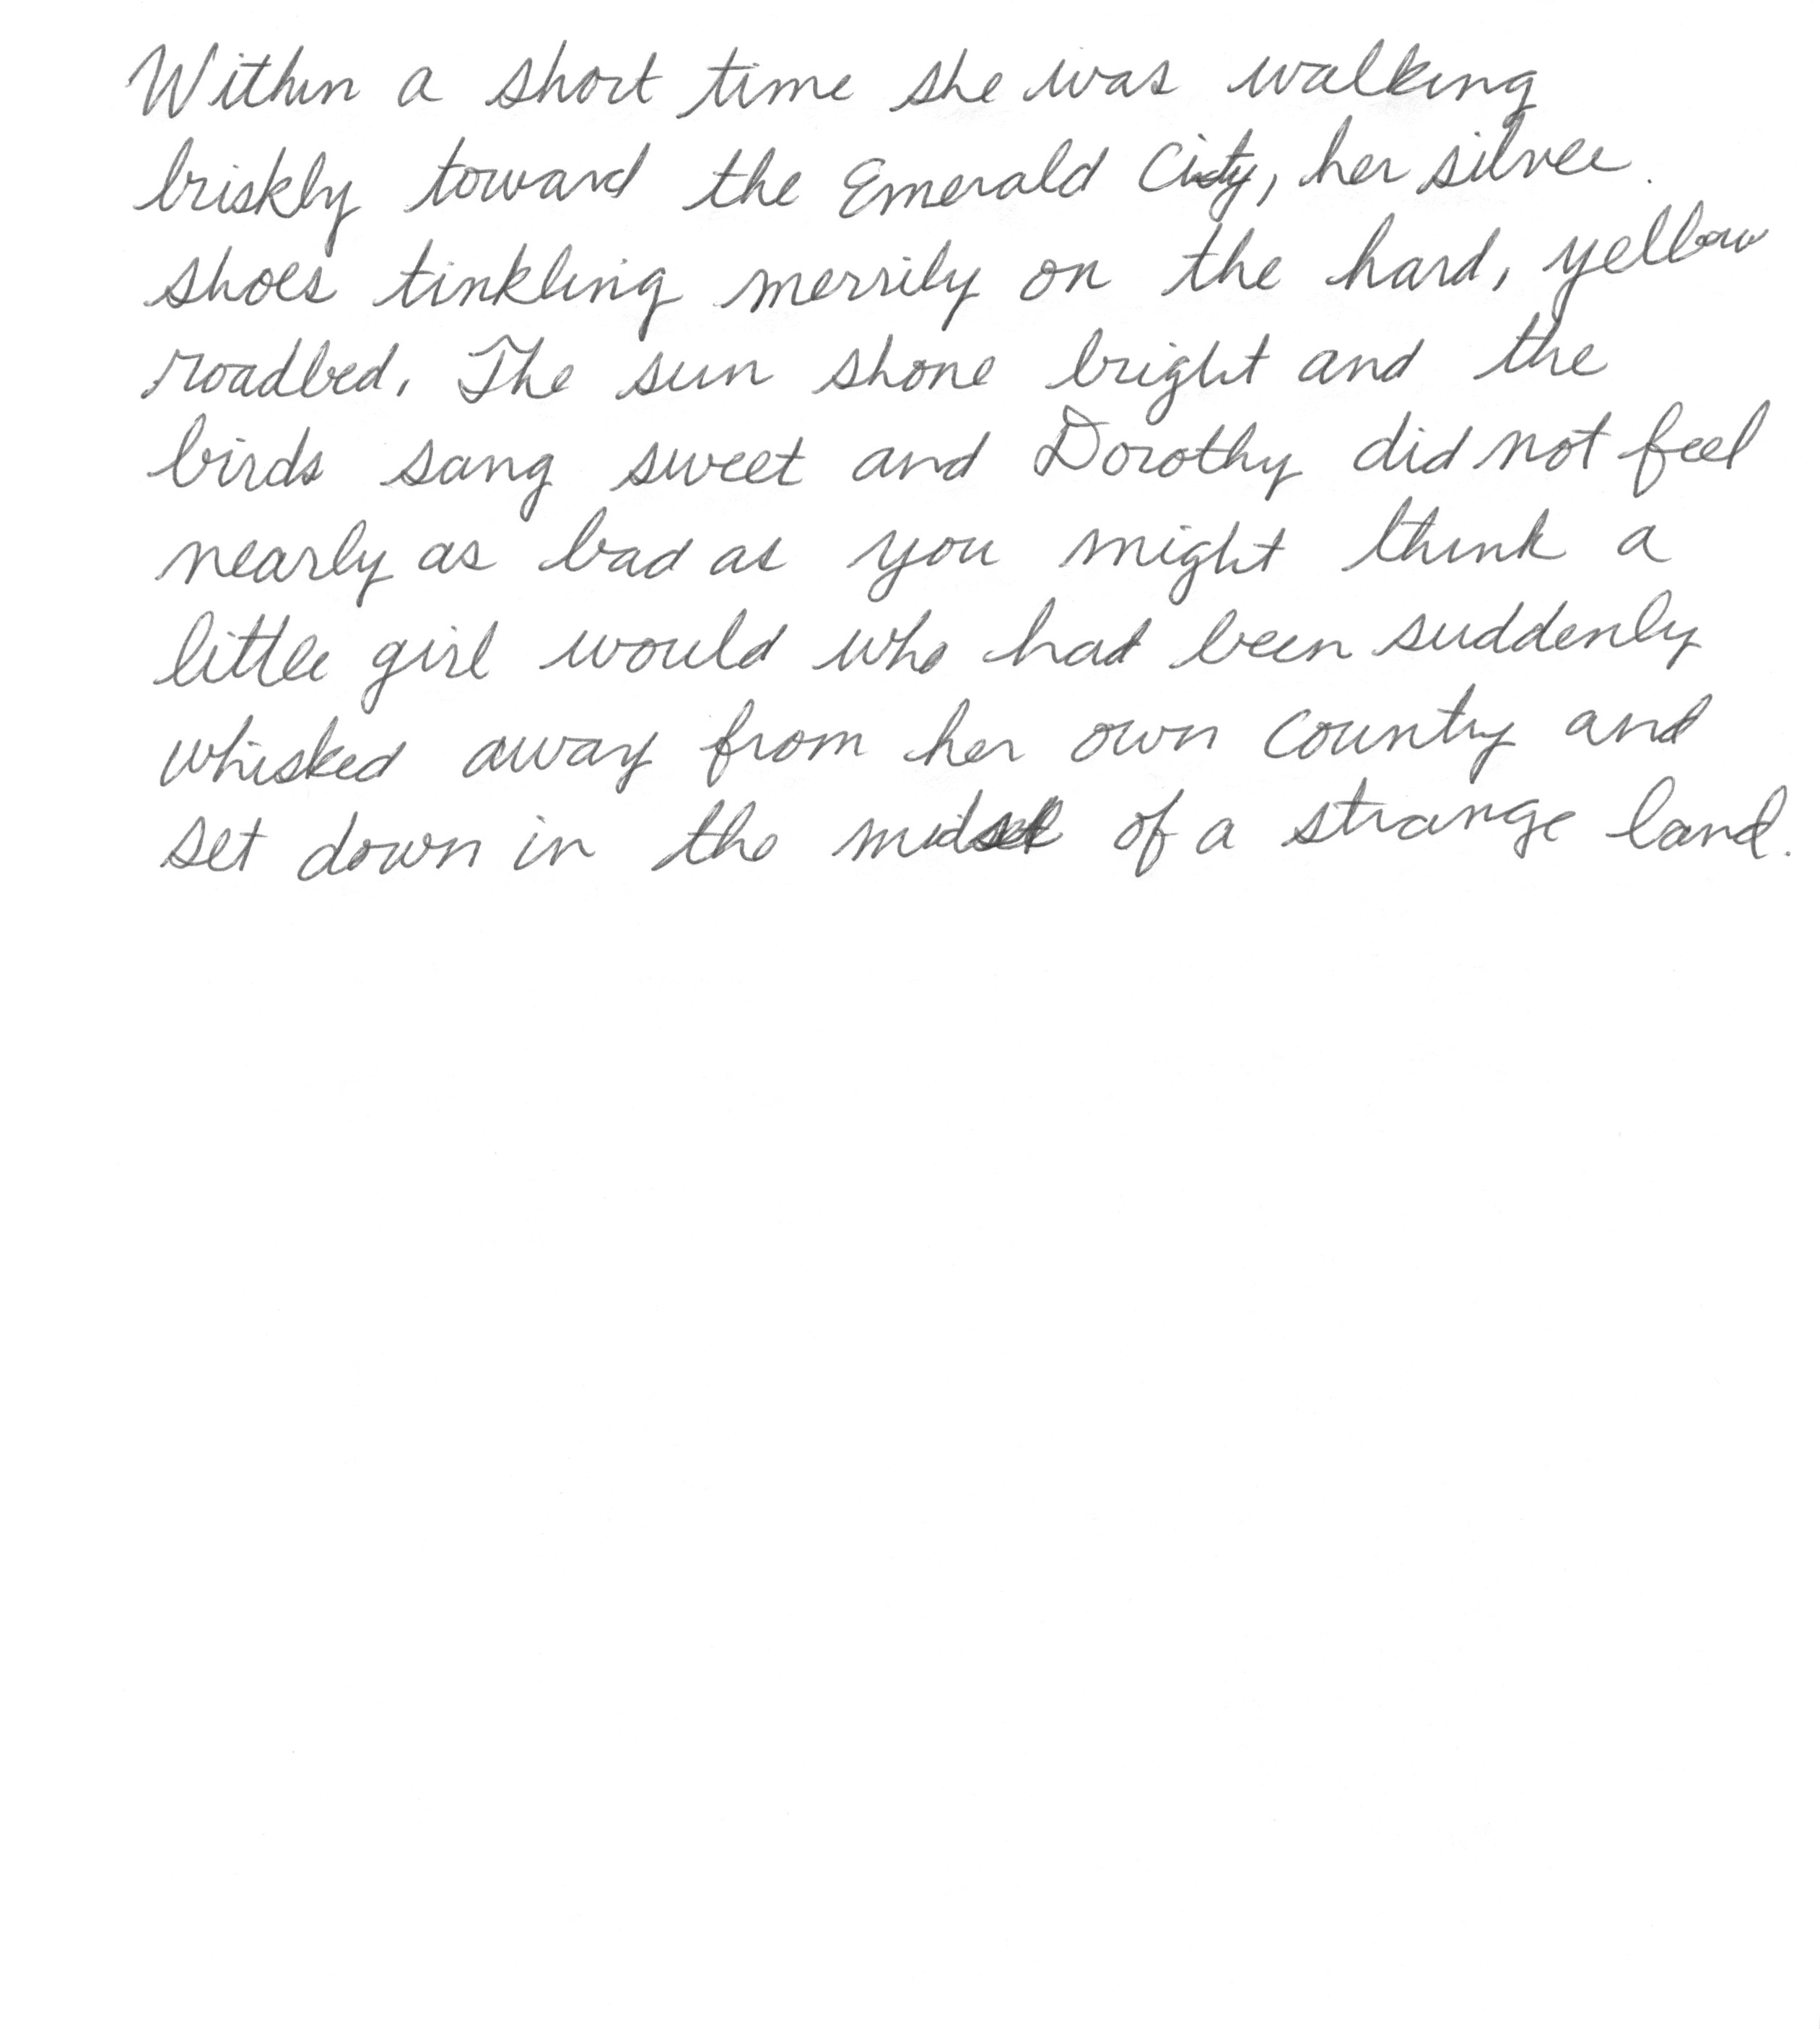 Within a short time she was walking
briskly toward the Emerald City, her silver
shoes tinkling merrily on the hard, yellow
roadbed. The sun shone bright and the
birds sang sweet and Dorothy did not feel
nearly as bad as you might think a
little girl would who had been suddenly
whisked away from her own county and
set down in the midst of a strange land.